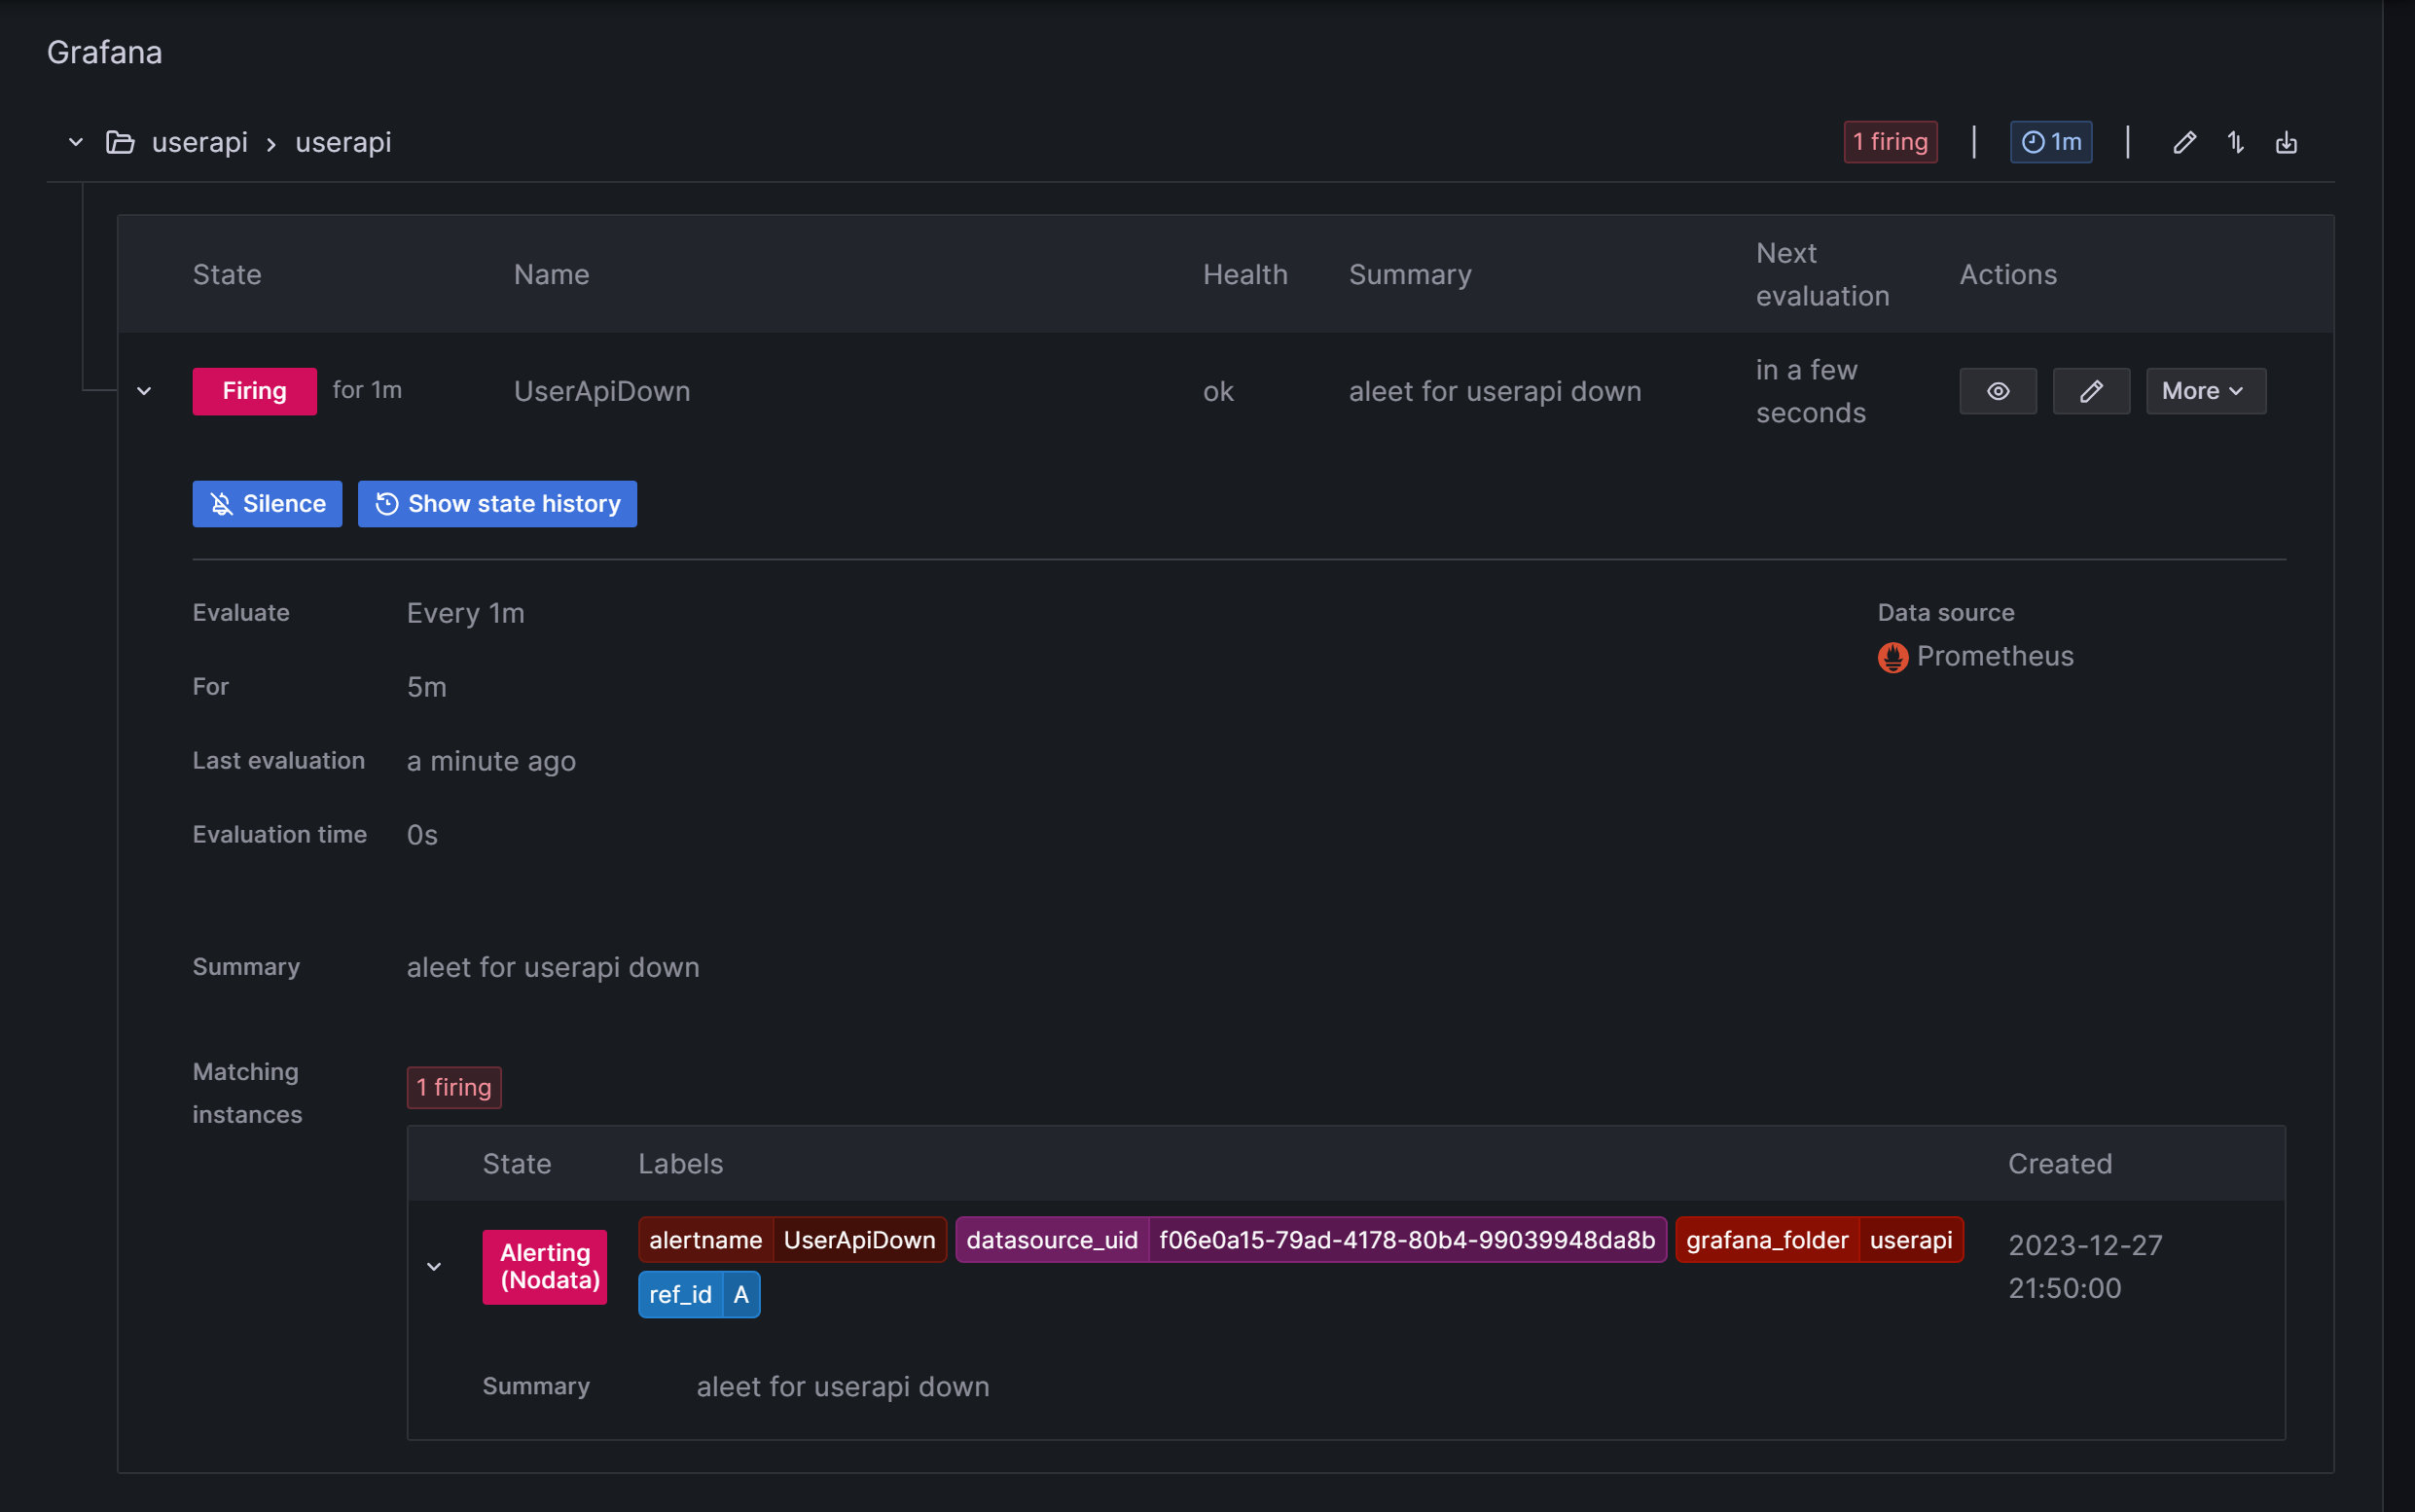 Grafana
userapi > userapi 1 firing | 1m |
State Name Health Summary Next evaluation Actions
Firing for 1m UserApiDown ok aleet for userapi down in a few seconds More
Silence Show state history
Evaluate Every 1m Data source
Prometheus
For 5m
Last evaluation a minute ago
Evaluation time 0s
Summary aleet for userapi down
Matching instances 1 firing
State Labels Created
Alerting (Nodata) alertname UserApiDown datasource_uid f06e0a15-79ad-4178-80b4-99039948da8b grafana_folder userapi 2023-12-27 21:50:00
ref_id A
Summary aleet for userapi down